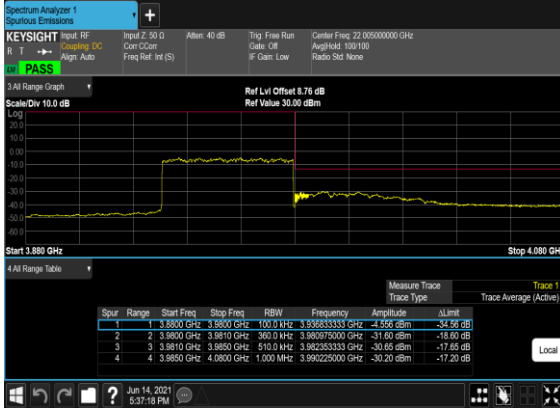 Spectrum Analyzer 1
Spurious Emissions
+
KEYSIGHT Input: RF Input Z: 50 Ω Atten: 40 dB Trig: Free Run Center Freq: 22.005000000 GHz
R T Coupling: DC Corr CCorr Gate: Off Avg|Hold: 100/100
Align: Auto Freq Ref: Int (S) IF Gain: Low Radio Std: None
PASS
3 All Range Graph
Ref Lvl Offset 8.76 dB
Scale/Div 10.0 dB Ref Value 30.00 dBm
Log
20.0
10.0
0.00
-10.0
-20.0
-30.0
-40.0
-50.0
-60.0
Start 3.880 GHz Stop 4.080 GH
4 All Range Table
Measure Trace Trace 1
Trace Type Trace Average (Active)
Spur Range Start Freq Stop Freq RBW Frequency Amplitude ΔLimit
1 1 3.8800 GHz 3.9800 GHz 100.0 kHz 3.936833333 GHz -4.556 dBm -34.56 dB
2 2 3.9800 GHz 3.9810 GHz 360.0 kHz 3.980975000 GHz -31.60 dBm -18.60 dB
3 3 3.9810 GHz 3.9850 GHz 510.0 kHz 3.982353333 GHz -30.65 dBm -17.65 dB
4 4 3.9850 GHz 4.0800 GHz 1.000 MHz 3.990225000 GHz -30.20 dBm -17.20 dB
Local
? Jun 14, 2021
5:37:18 PM